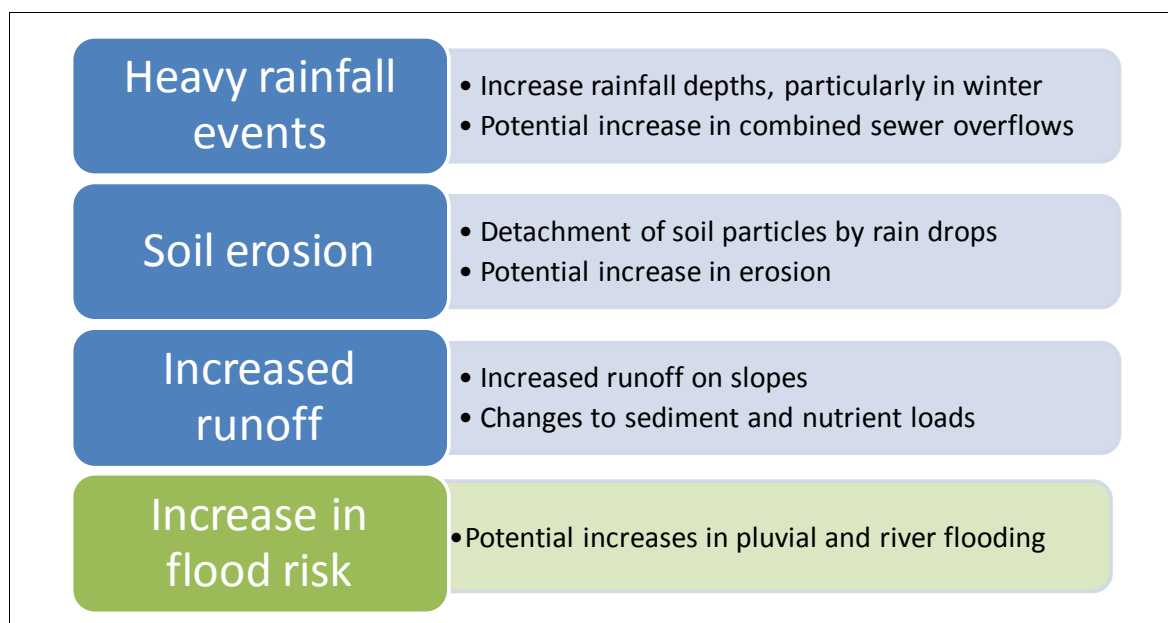 Heavy rainfall
events
• Increase rainfall depths, particularly in winter
• Potential increase in combined sewer overflows
Soil erosion
• Detachment of soil particles by rain drops
• Potential increase in erosion
Increased
runoff
• Increased runoff on slopes
• Changes to sediment and nutrient loads
Increase in
flood risk
•Potential increases in pluvial and river flooding